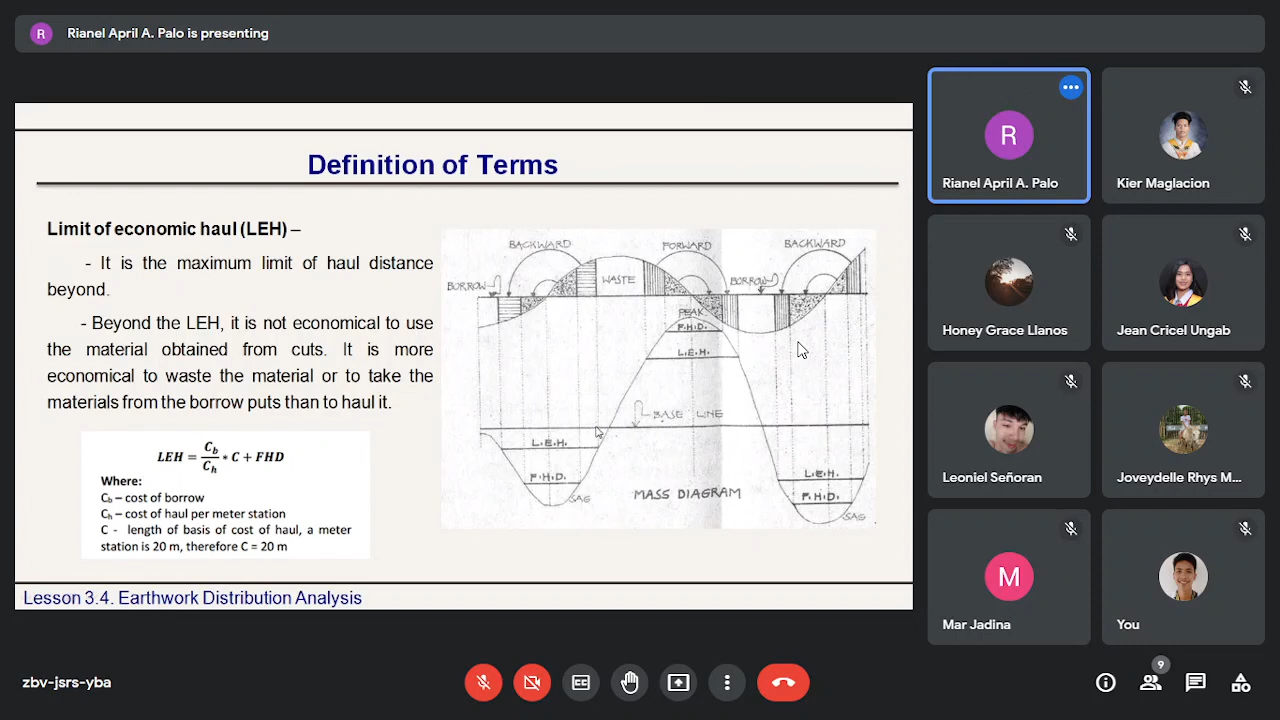 R Rianel April A. Palo is presenting
Definition of Terms
Limit of economic haul (LEH) –
- It is the maximum limit of haul distance
beyond.
- Beyond the LEH, it is not economical to use
the material obtained from cuts. It is more
economical to waste the material or to take the
materials from the borrow puts than to haul it.
LEH = C_b/C_h * C + FHD
Where:
C_b – cost of borrow
C_h – cost of haul per meter station
C - length of basis of cost of haul, a meter
station is 20 m, therefore C = 20 m
BACKWARD FORWARD BACKWARD
BORROW WASTE BORROW
PEAK
F.H.D.
L.E.H.
BASE LINE
L.E.H.
F.H.D.
SAG
MASS DIAGRAM
L.E.H.
F.H.D.
SAG
Lesson 3.4. Earthwork Distribution Analysis
R
Rianel April A. Palo
Kier Maglacion
Honey Grace Llanos
Jean Cricel Ungab
Leoniel Señoran
Joveydelle Rhys M...
M
Mar Jadina
You
zbv-jsrs-yba
CC
9